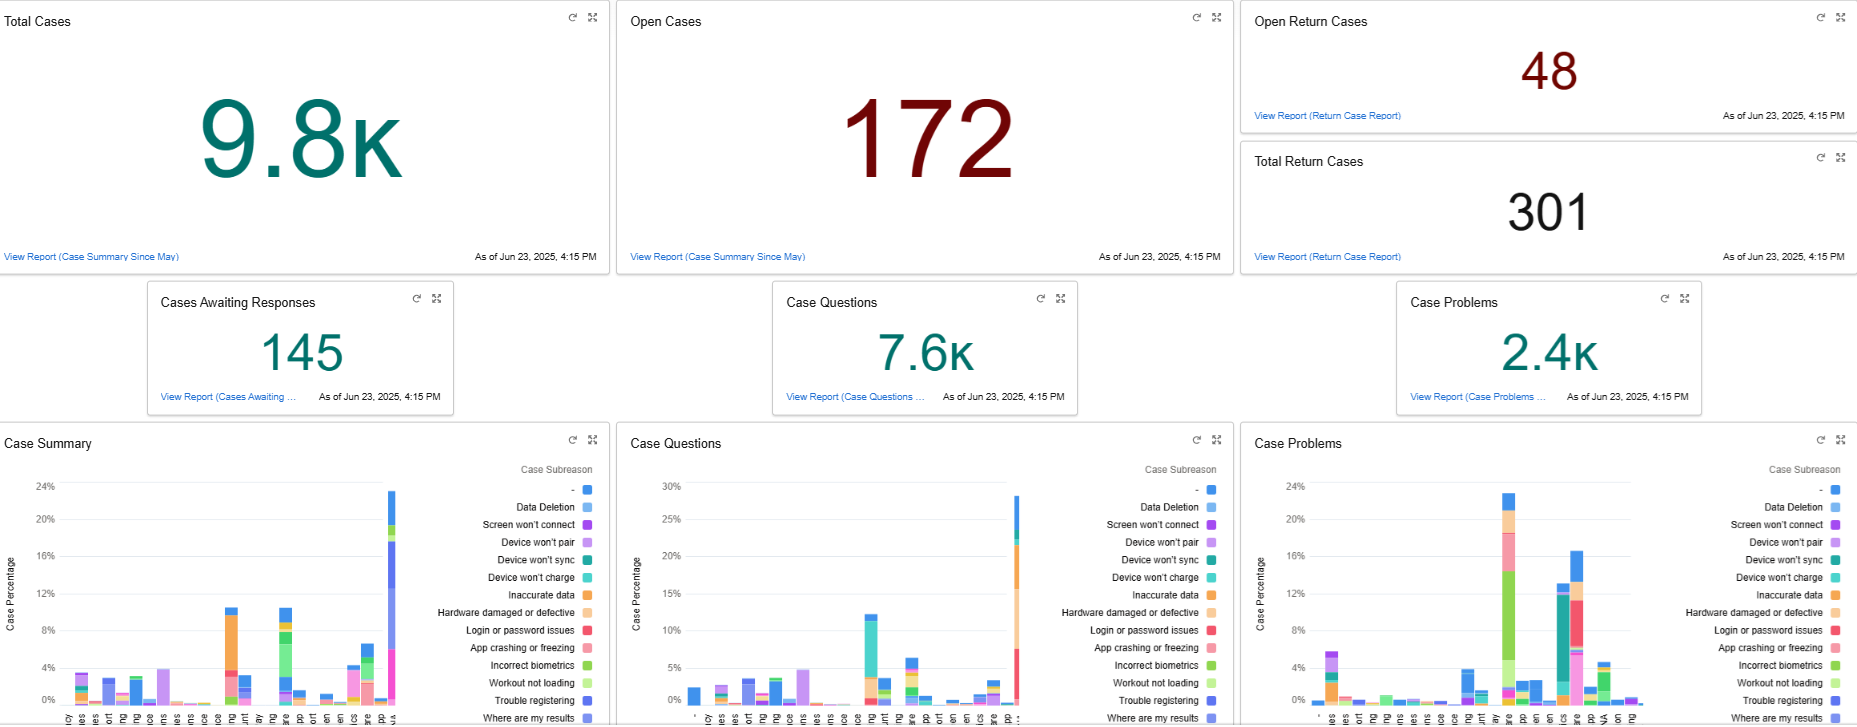 Total Cases
9.8K
View Report (Case Summary Since May)
As of Jun 23, 2025, 4:15 PM
Open Cases
172
View Report (Case Summary Since May)
As of Jun 23, 2025, 4:15 PM
Open Return Cases
48
View Report (Return Case Report)
As of Jun 23, 2025, 4:15 PM
Total Return Cases
301
View Report (Return Case Report)
As of Jun 23, 2025, 4:15 PM
Cases Awaiting Responses
145
View Report (Cases Awaiting ...
As of Jun 23, 2025, 4:15 PM
Case Questions
7.6K
View Report (Case Questions ...
As of Jun 23, 2025, 4:15 PM
Case Problems
2.4K
View Report (Case Problems ...
As of Jun 23, 2025, 4:15 PM
Case Summary
Case Percentage
24%
20%
16%
12%
8%
4%
0%
Case Subreason
-
Data Deletion
Screen won't connect
Device won't pair
Device won't sync
Device won't charge
Inaccurate data
Hardware damaged or defective
Login or password issues
App crashing or freezing
Incorrect biometrics
Workout not loading
Trouble registering
Where are my results
Case Questions
Case Percentage
30%
25%
20%
15%
10%
5%
0%
Case Subreason
-
Data Deletion
Screen won't connect
Device won't pair
Device won't sync
Device won't charge
Inaccurate data
Hardware damaged or defective
Login or password issues
App crashing or freezing
Incorrect biometrics
Workout not loading
Trouble registering
Where are my results
Case Problems
Case Percentage
24%
20%
16%
12%
8%
4%
0%
Case Subreason
-
Data Deletion
Screen won't connect
Device won't pair
Device won't sync
Device won't charge
Inaccurate data
Hardware damaged or defective
Login or password issues
App crashing or freezing
Incorrect biometrics
Workout not loading
Trouble registering
Where are my results